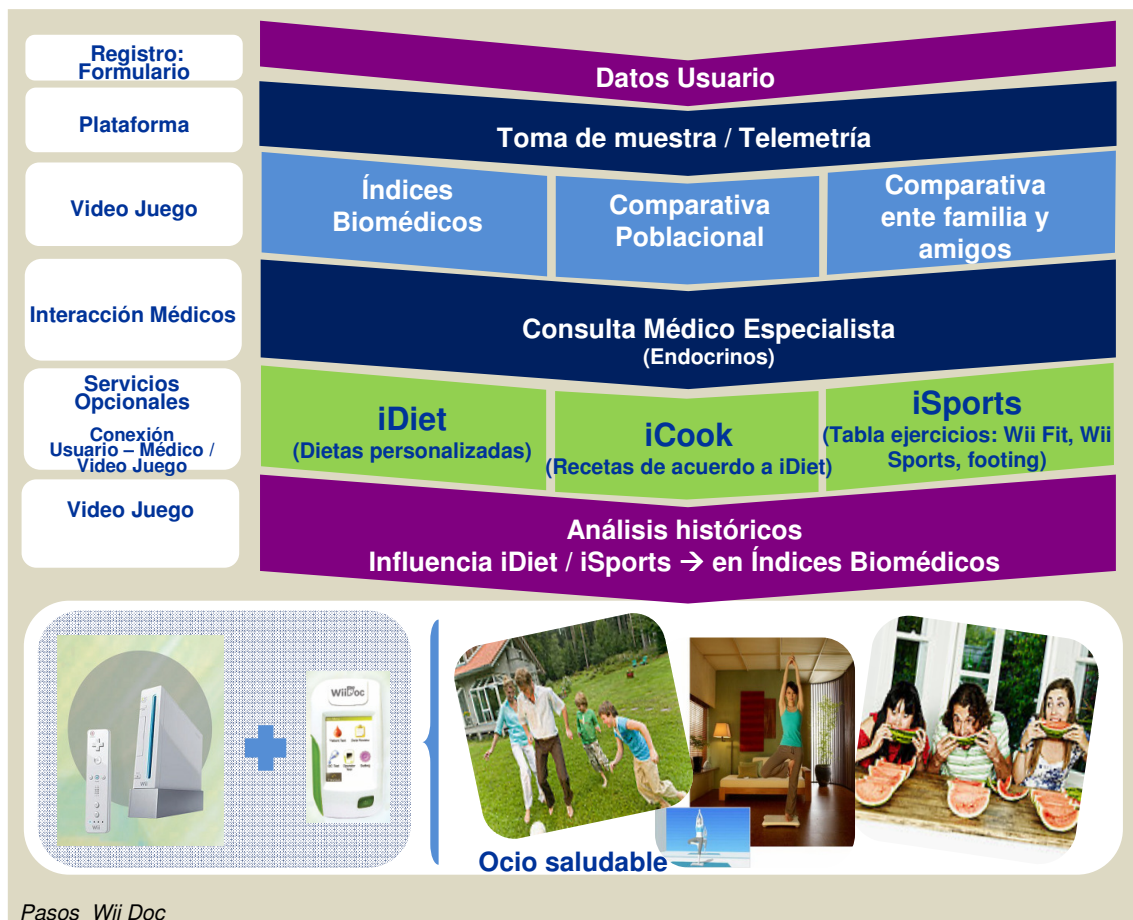 Registro:
Formulario
Datos Usuario
Plataforma
Toma de muestra / Telemetría
Video Juego
Índices
Biomédicos
Comparativa
Poblacional
Comparativa
ente familia y
amigos
Interacción Médicos
Consulta Médico Especialista
(Endocrinos)
Servicios
Opcionales
Conexión
Usuario – Médico /
Video Juego
iDiet
(Dietas personalizadas)
iCook
(Recetas de acuerdo a iDiet)
iSports
(Tabla ejercicios: Wii Fit, Wii
Sports, footing)
Video Juego
Análisis históricos
Influencia iDiet / iSports → en Índices Biomédicos
Wii
Wii
WiiDoc
Ocio saludable
Pasos Wii Doc